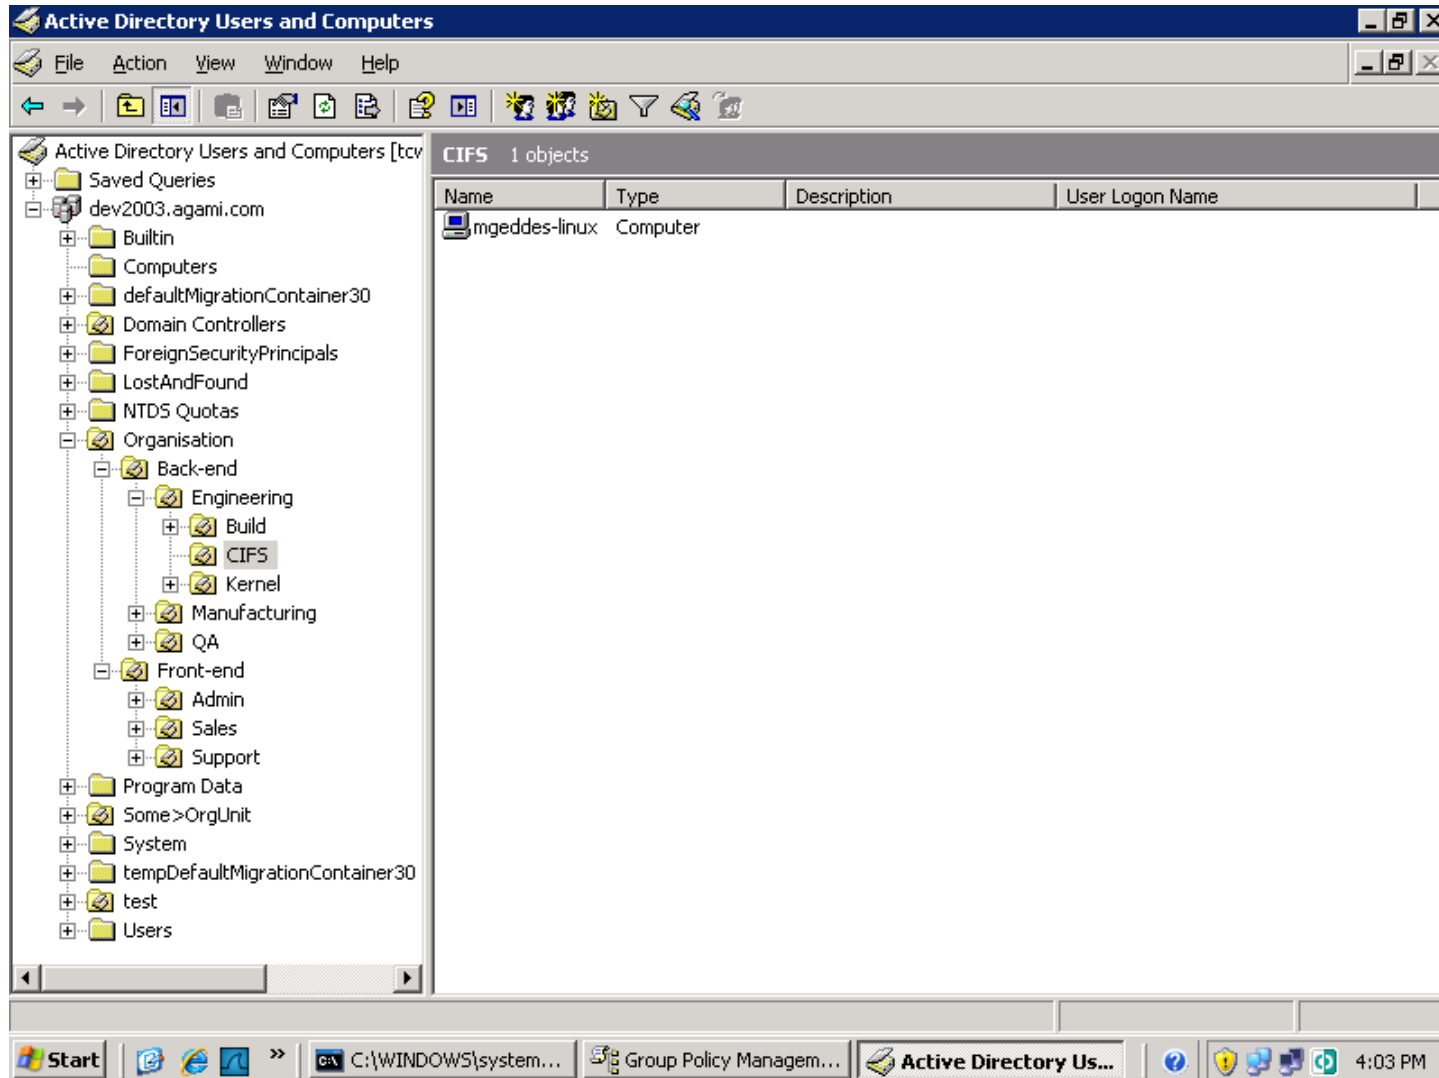 Active Directory Users and Computers
File Action View Window Help
Active Directory Users and Computers [tcw
Saved Queries
dev2003.agami.com
Builtin
Computers
defaultMigrationContainer30
Domain Controllers
ForeignSecurityPrincipals
LostAndFound
NTDS Quotas
Organisation
Back-end
Engineering
Build
CIFS
Kernel
Manufacturing
QA
Front-end
Admin
Sales
Support
Program Data
Some>OrgUnit
System
tempDefaultMigrationContainer30
test
Users
CIFS 1 objects
Name Type Description User Logon Name
mgeddes-linux Computer
Start » C:\WINDOWS\system... Group Policy Managem... Active Directory Us... 4:03 PM